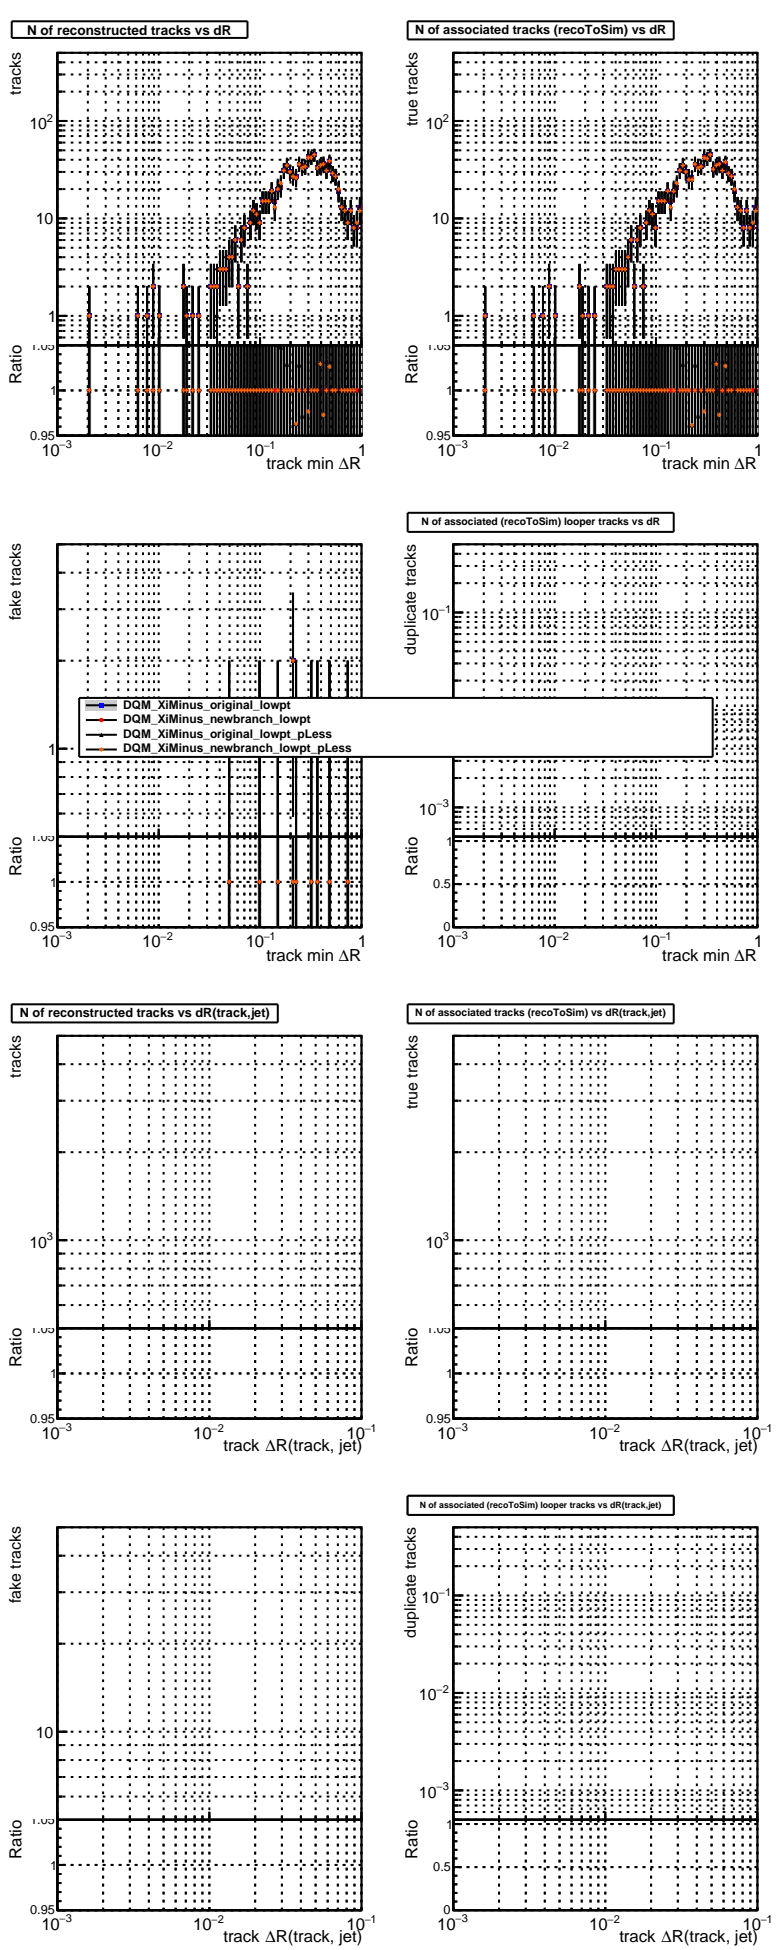 N of reconstructed tracks vs dR
N of associated tracks (recoToSim) vs dR
tracks
10²
10
1
Ratio
1.05
1
0.95
10⁻³
10⁻²
10⁻¹
1
track min ΔR
true tracks
10²
10
1
Ratio
1.05
1
0.95
10⁻³
10⁻²
10⁻¹
1
track min ΔR
N of associated (recoToSim) looper tracks vs dR
fake tracks
1
Ratio
1.05
1
0.95
10⁻³
10⁻²
10⁻¹
1
track min ΔR
duplicate tracks
10⁻¹
10⁻³
Ratio
1
0.5
0
10⁻³
10⁻²
10⁻¹
1
track min ΔR
DQM_XiMinus_original_lowpt
DQM_XiMinus_newbranch_lowpt
DQM_XiMinus_original_lowpt_pLess
DQM_XiMinus_newbranch_lowpt_pLess
N of reconstructed tracks vs dR(track,jet)
N of associated tracks (recoToSim) vs dR(track,jet)
tracks
10³
Ratio
1.05
1
0.95
10⁻³
10⁻²
10⁻¹
track ΔR(track, jet)
true tracks
10³
Ratio
1.05
1
0.95
10⁻³
10⁻²
10⁻¹
track ΔR(track, jet)
N of associated (recoToSim) looper tracks vs dR(track,jet)
fake tracks
10
Ratio
1.05
1
0.95
10⁻³
10⁻²
10⁻¹
track ΔR(track, jet)
duplicate tracks
10⁻¹
10⁻²
10⁻³
Ratio
1
0.5
0
10⁻³
10⁻²
10⁻¹
track ΔR(track, jet)